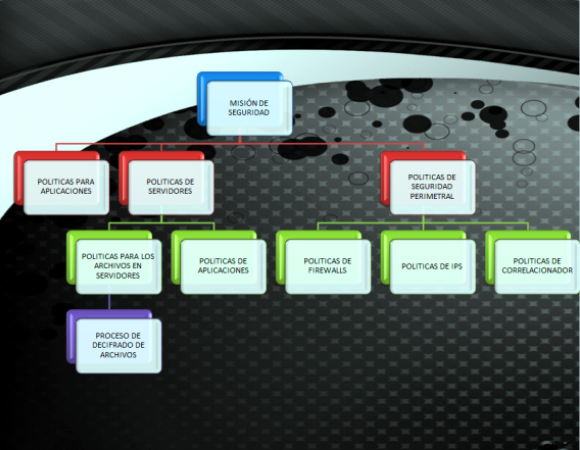 MISIÓN DE
SEGURIDAD
POLITICAS PARA
APLICACIONES
POLITICAS DE
SERVIDORES
POLITICAS DE
SEGURIDAD
PERIMETRAL
POLITICAS PARA LOS
ARCHIVOS EN
SERVIDORES
POLITICAS DE
APLICACIONES
POLITICAS DE
FIREWALLS
POLITICAS DE IPS
POLITICAS DE
CORRELACIONADOR
PROCESO DE
DECIFRADO DE
ARCHIVOS